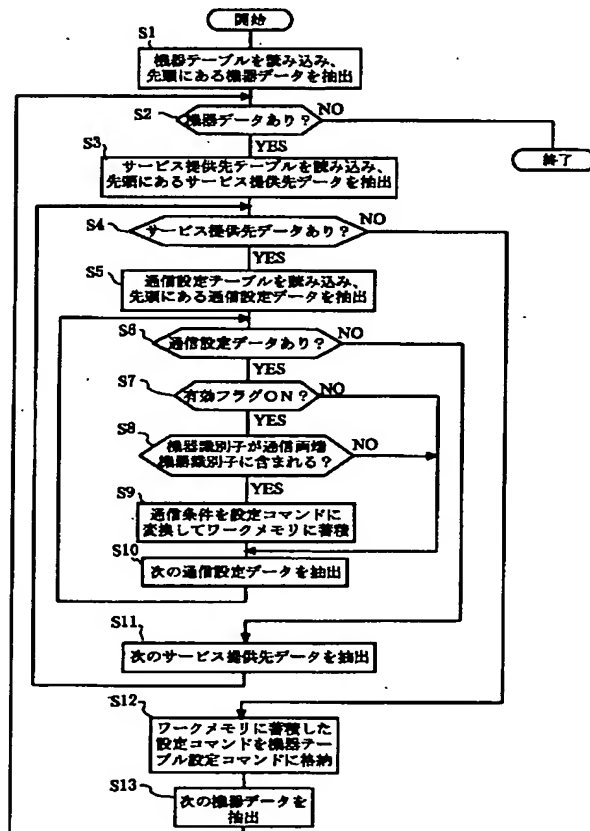 開始
S1
機器テーブルを読み込み、
先頭にある機器データを抽出
S2
機器データあり?
NO
YES
終了
S3
サービス提供先テーブルを読み込み、
先頭にあるサービス提供先データを抽出
S4
サービス提供先データあり?
NO
YES
S5
通信設定テーブルを読み込み、
先頭にある通信設定データを抽出
S6
通信設定データあり?
NO
YES
S7
有効フラグON?
NO
YES
S8
機器識別子が通信両端
機器識別子に含まれる?
NO
YES
S9
通信条件を設定コマンドに
変換してワークメモリに蓄積
S10
次の通信設定データを抽出
S11
次のサービス提供先データを抽出
S12
ワークメモリに蓄積した
設定コマンドを機器テー
ブル設定コマンドに格納
S13
次の機器データを
抽出